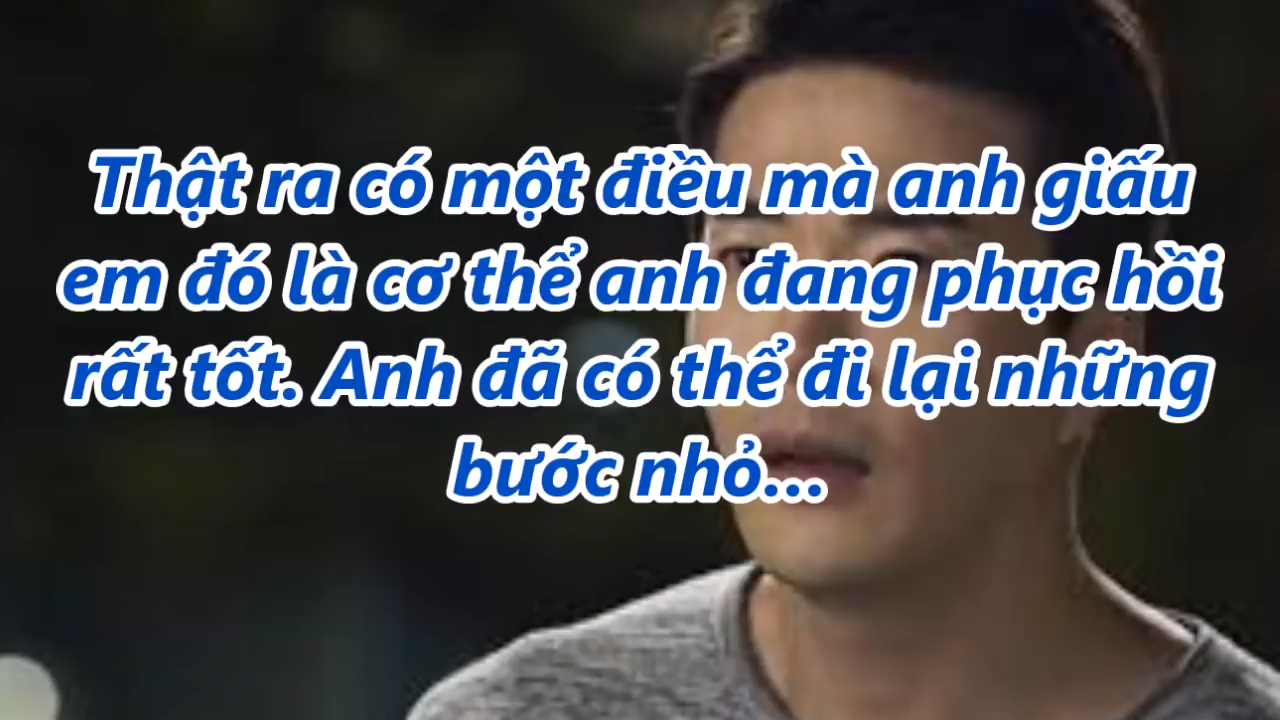 Thật ra có một điều mà anh giấu
em đó là cơ thể anh đang phục hồi
rất tốt. Anh đã có thể đi lại những
bước nhỏ...